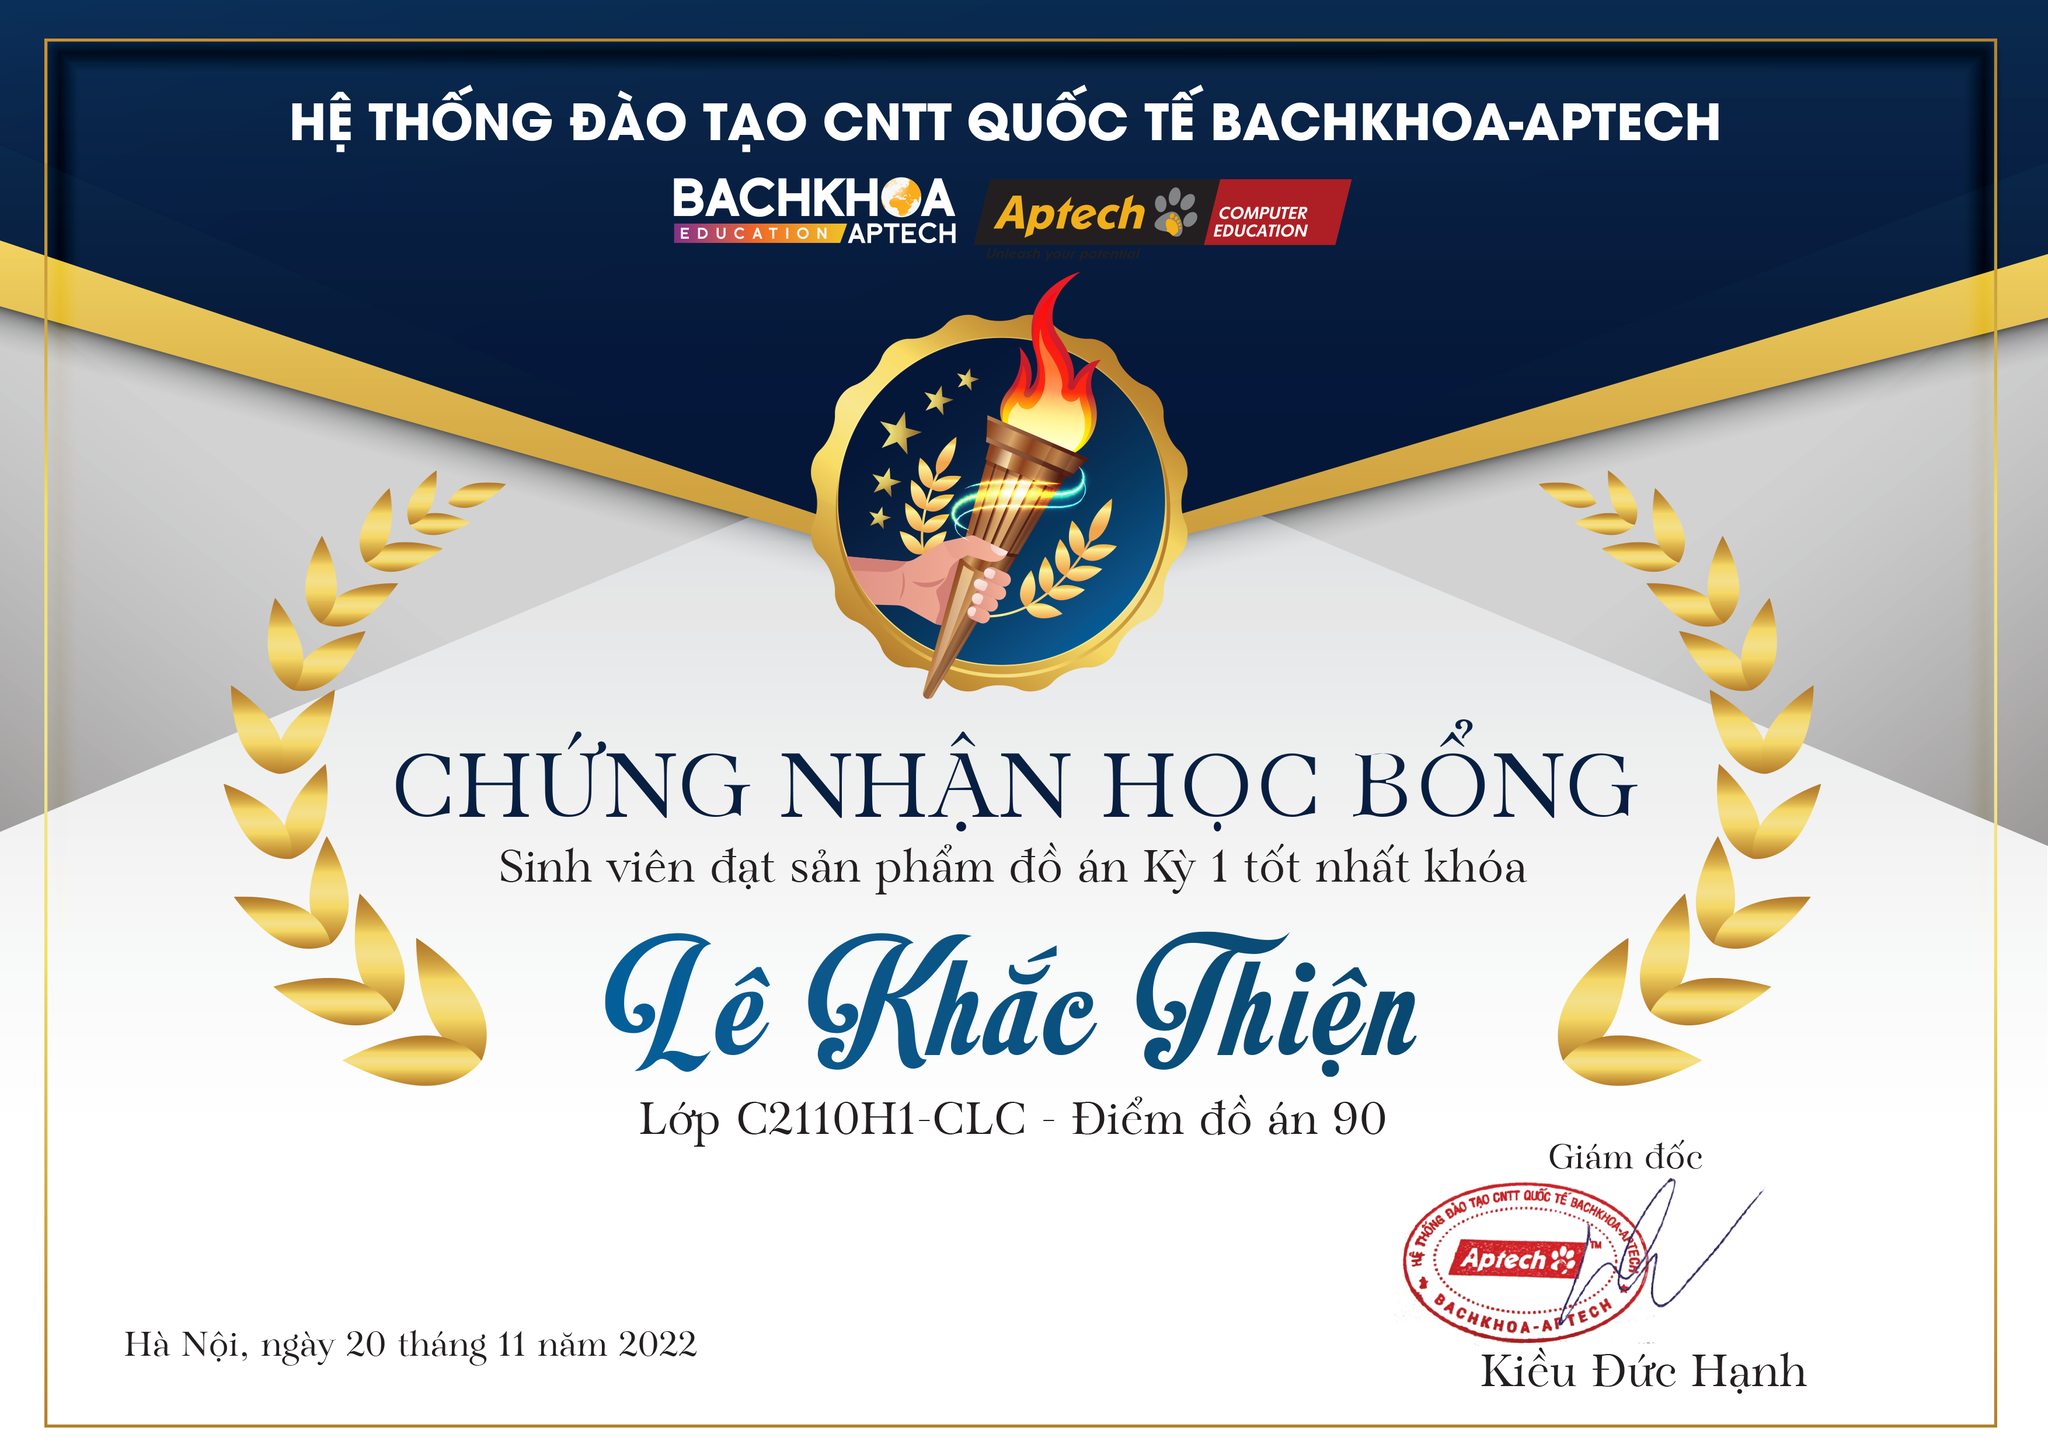 HỆ THỐNG ĐÀO TẠO CNTT QUỐC TẾ BACHKHOA-APTECH
BACHKHOA
EDUCATION APTECH
Aptech COMPUTER EDUCATION
Unleash your potential
CHỨNG NHẬN HỌC BỔNG
Sinh viên đạt sản phẩm đồ án Kỳ 1 tốt nhất khóa
Lê Khắc Thiện
Lớp C2110H1-CLC - Điểm đồ án 90
Giám đốc
HỆ THỐNG ĐÀO TẠO CNTT QUỐC TẾ BACHKHOA-APTECH
Aptech TM
BACHKHOA-APTECH
Hà Nội, ngày 20 tháng 11 năm 2022
Kiều Đức Hạnh